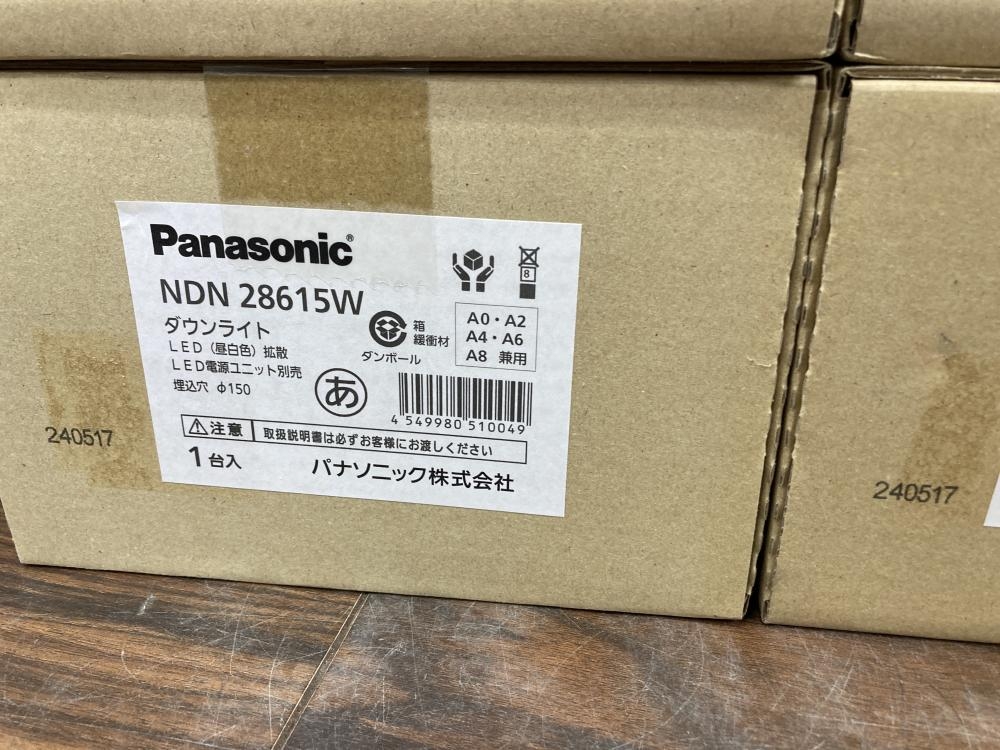 Panasonic®
NDN 28615W
ダウンライト
LED（昼白色）拡散
LED電源ユニット別売
埋込穴 φ150
箱
緩衝材
ダンボール
8
A0・A2
A4・A6
A8 兼用
あ
4 549980 510049
注意 取扱説明書は必ずお客様にお渡しください
1台入
パナソニック株式会社
240517
240517